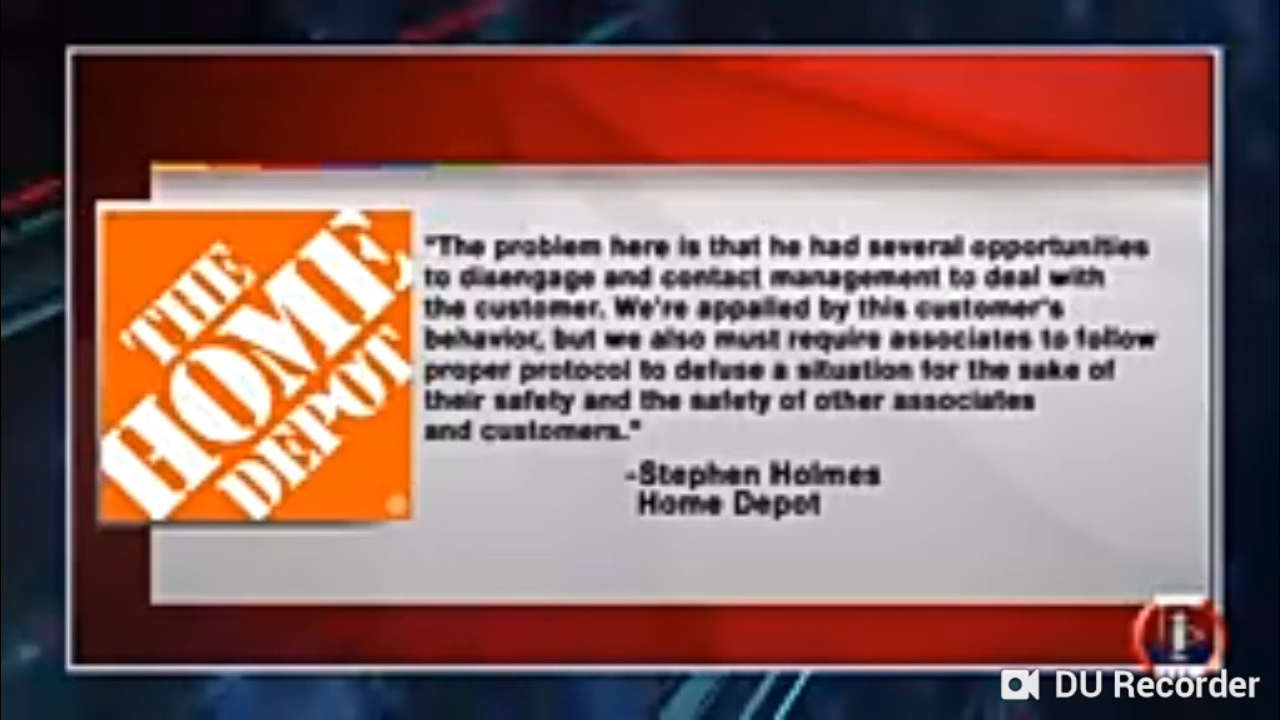 THE
HOME
DEPOT
"The problem here is that he had several opportunities
to disengage and contact management to deal with
the customer. We're appalled by this customer's
behavior, but we also must require associates to follow
proper protocol to defuse a situation for the sake of
their safety and the safety of other associates
and customers."
-Stephen Holmes
Home Depot
DU Recorder